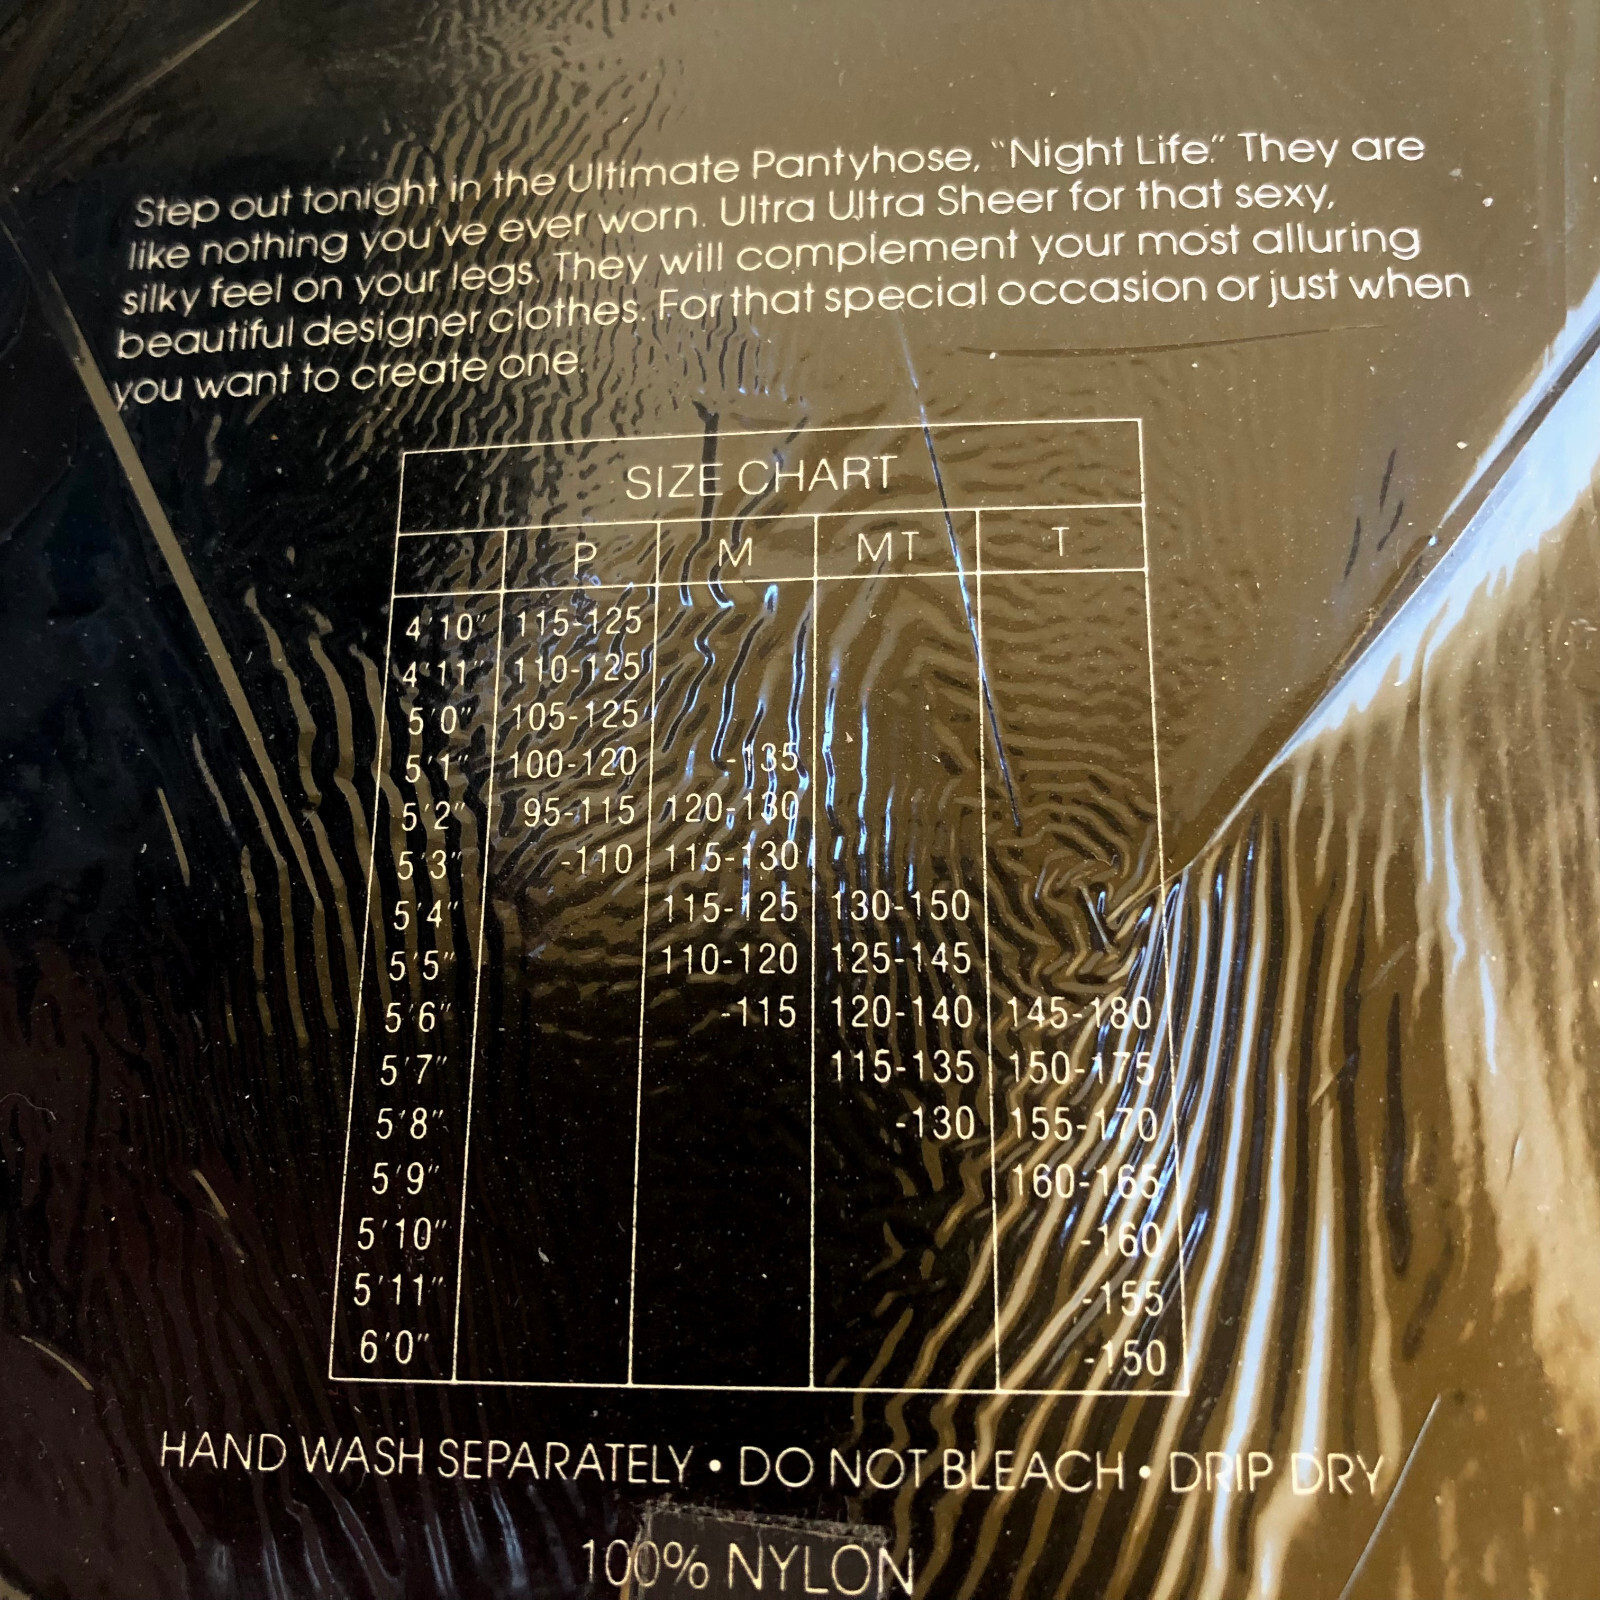 Step out tonight in the Ultimate Pantyhose, "Night Life." They are
like nothing you've ever worn. Ultra Ultra Sheer for that sexy,
silky feel on your legs. They will complement your most alluring
beautiful designer clothes. For that special occasion or just when
you want to create one.
SIZE CHART
P M MT T
4'10" 115-125
4'11" 110-125
5'0" 105-125
5'1" 100-120 -135
5'2" 95-115 120-130
5'3" -110 115-130
5'4" 115-125 130-150
5'5" 110-120 125-145
5'6" -115 120-140 145-180
5'7" 115-135 150-175
5'8" -130 155-170
5'9" 160-165
5'10" -160
5'11" -155
6'0" -150
HAND WASH SEPARATELY • DO NOT BLEACH • DRIP DRY
100% NYLON